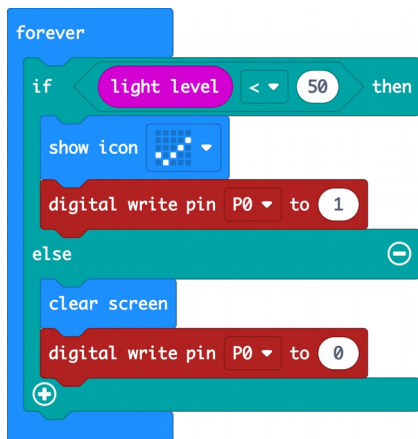 forever
if light level < 50 then
show icon
digital write pin P0 to 1
else
clear screen
digital write pin P0 to 0